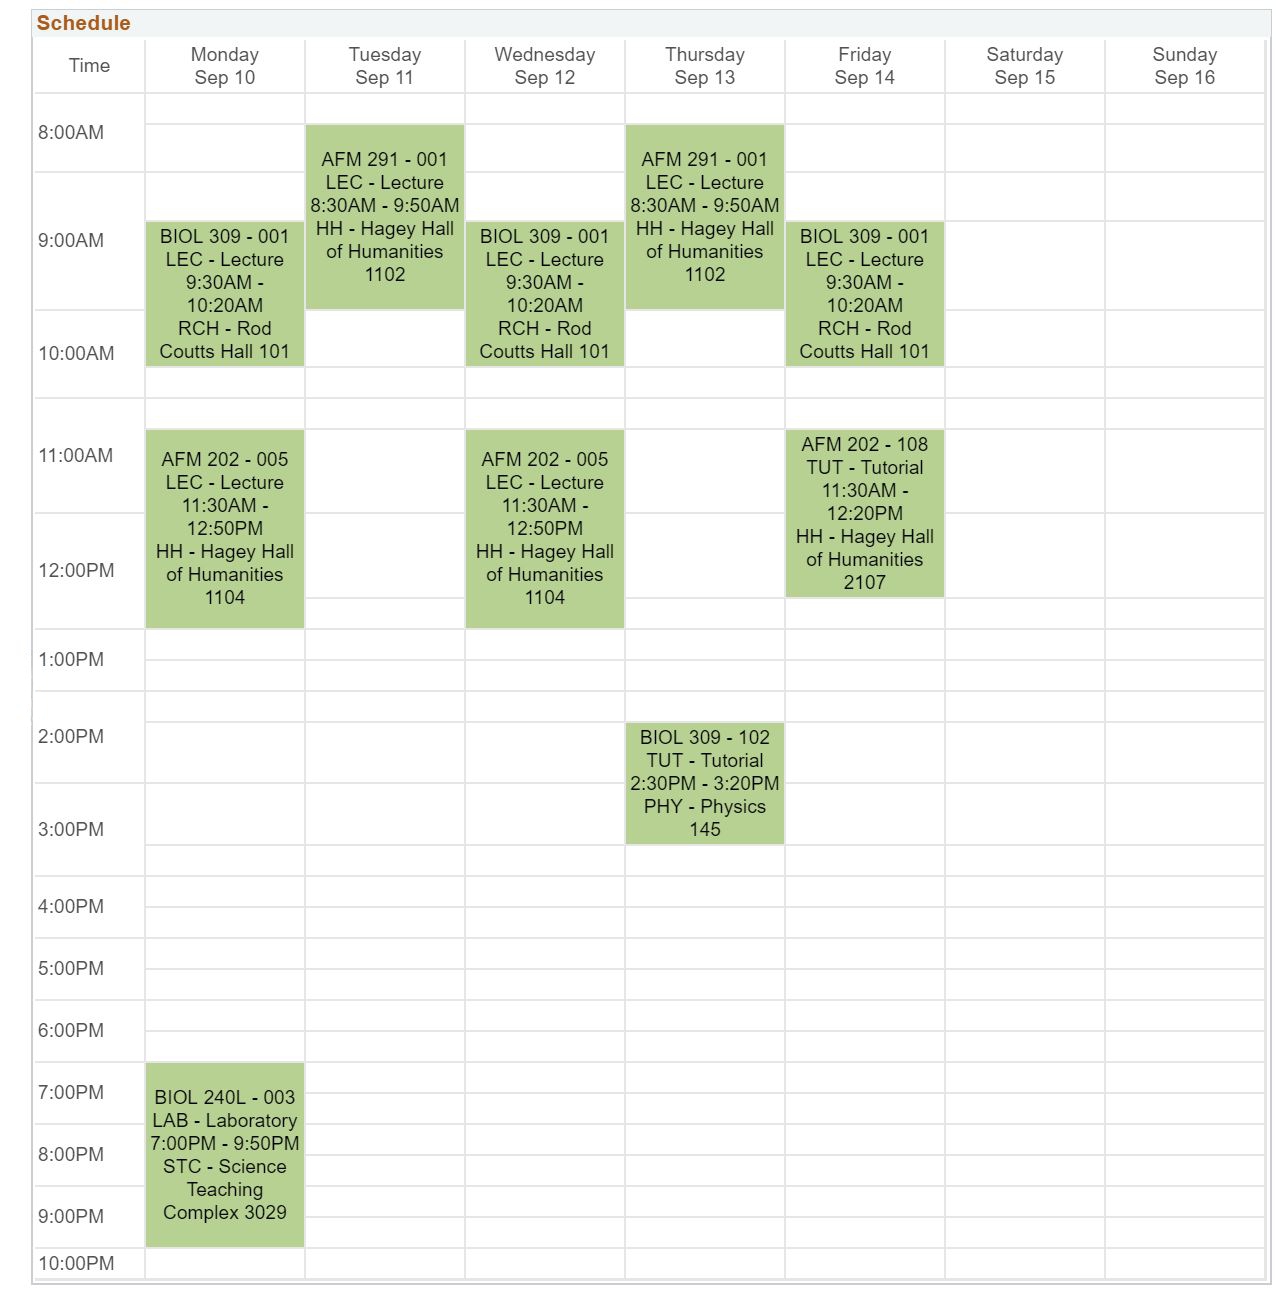 Schedule
Time
Monday
Sep 10
Tuesday
Sep 11
Wednesday
Sep 12
Thursday
Sep 13
Friday
Sep 14
Saturday
Sep 15
Sunday
Sep 16
8:00AM
AFM 291 - 001
LEC - Lecture
8:30AM - 9:50AM
HH - Hagey Hall
of Humanities
1102
AFM 291 - 001
LEC - Lecture
8:30AM - 9:50AM
HH - Hagey Hall
of Humanities
1102
9:00AM
BIOL 309 - 001
LEC - Lecture
9:30AM -
10:20AM
RCH - Rod
Coutts Hall 101
BIOL 309 - 001
LEC - Lecture
9:30AM -
10:20AM
RCH - Rod
Coutts Hall 101
BIOL 309 - 001
LEC - Lecture
9:30AM -
10:20AM
RCH - Rod
Coutts Hall 101
10:00AM
11:00AM
AFM 202 - 005
LEC - Lecture
11:30AM -
12:50PM
HH - Hagey Hall
of Humanities
1104
AFM 202 - 005
LEC - Lecture
11:30AM -
12:50PM
HH - Hagey Hall
of Humanities
1104
AFM 202 - 108
TUT - Tutorial
11:30AM -
12:20PM
HH - Hagey Hall
of Humanities
2107
12:00PM
1:00PM
2:00PM
BIOL 309 - 102
TUT - Tutorial
2:30PM - 3:20PM
PHY - Physics
145
3:00PM
4:00PM
5:00PM
6:00PM
7:00PM
BIOL 240L - 003
LAB - Laboratory
7:00PM - 9:50PM
STC - Science
Teaching
Complex 3029
8:00PM
9:00PM
10:00PM